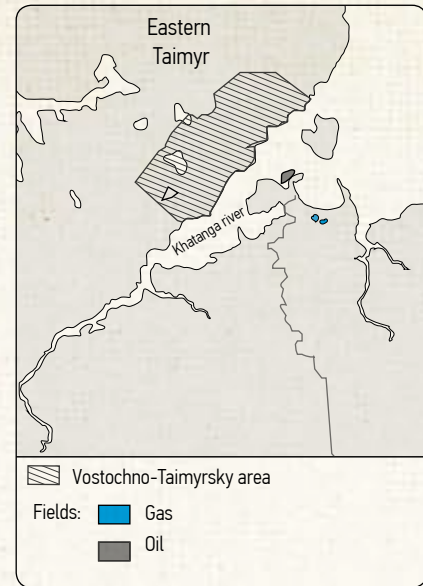 Eastern
Taimyr
Khatanga river
Vostochno-Taimyrsky area
Fields: Gas
Oil